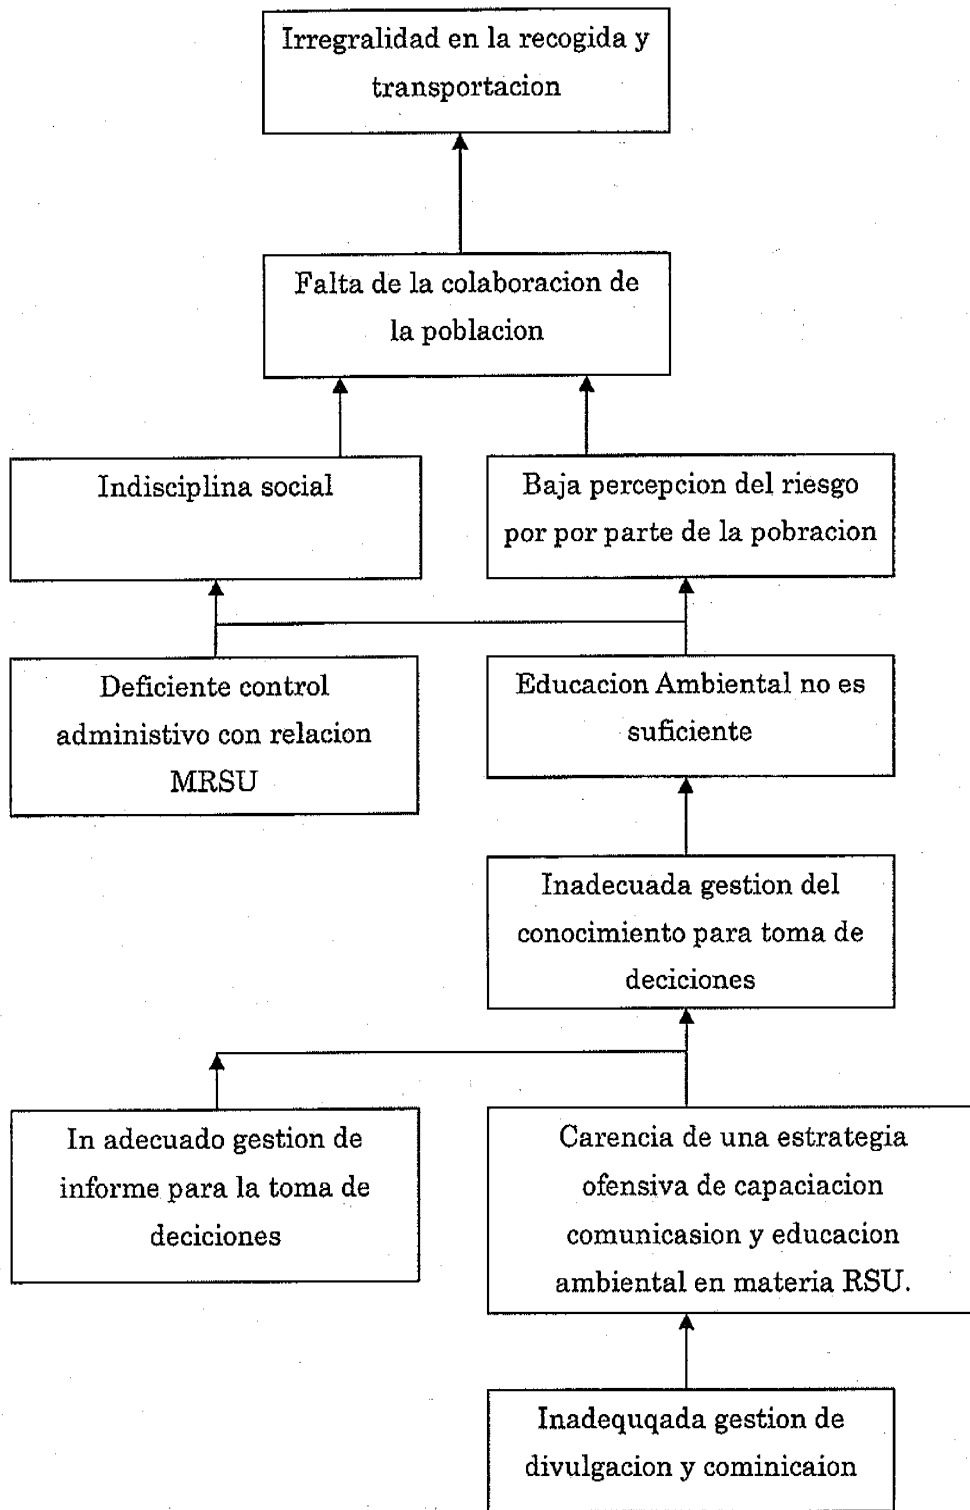 Irregralidad en la recogida y
transportacion
Falta de la colaboracion de
la poblacion
Indisciplina social
Baja percepcion del riesgo
por por parte de la pobracion
Deficiente control
administivo con relacion
MRSU
Educacion Ambiental no es
suficiente
Inadecuada gestion del
conocimiento para toma de
deciciones
In adecuado gestion de
informe para la toma de
deciciones
Carencia de una estrategia
ofensiva de capaciacion
comunicasion y educacion
ambiental en materia RSU.
Inadequqada gestion de
divulgacion y cominicaion